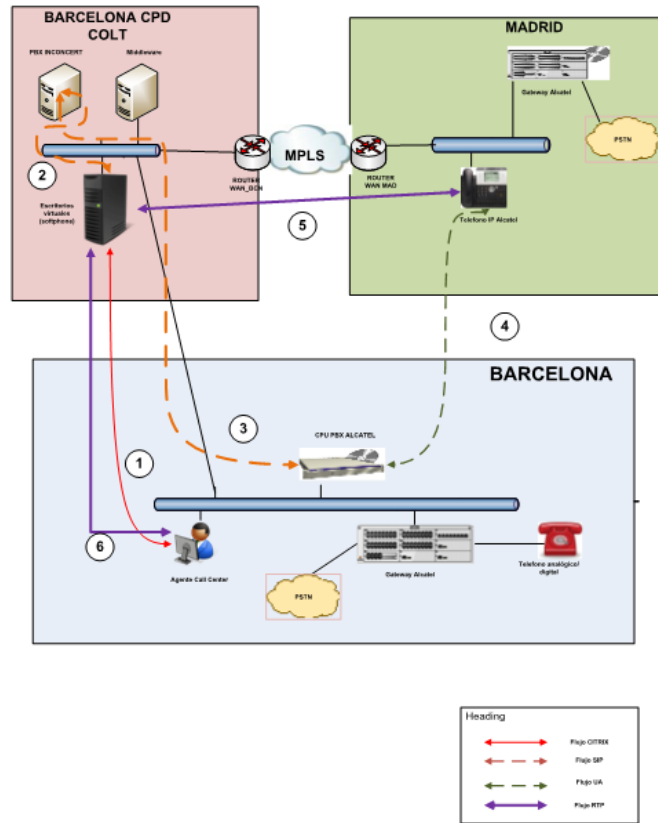 BARCELONA CPD
COLT
PBX INCONCERT
Middleware
2
Escritorios
virtuales
(softphone)
ROUTER
WAN_BCN
MPLS
ROUTER
WAN MAD
5
MADRID
Gateway Alcatel
PSTN
Telefono IP Alcatel
4
BARCELONA
3
CPU PBX ALCATEL
1
6
Agente Call Center
PSTN
Gateway Alcatel
Telefono analógico/
digital
Heading
Flujo CITRIX
Flujo SIP
Flujo UA
Flujo RTP